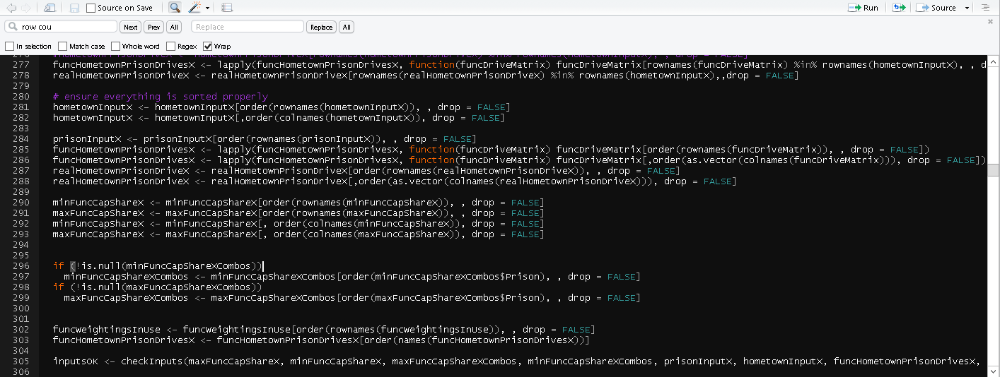 Source on Save
Run
Source
row cou
Next
Prev
All
Replace
Replace
All
In selection
Match case
Whole word
Regex
Wrap
277 funcHometownPrisonDrivesX <- lapply(funcHometownPrisonDrivesX, function(funcDriveMatrix) funcDriveMatrix[rownames(funcDriveMatrix) %in% rownames(hometownInputX), , d
278 realHometownPrisonDriveX <- realHometownPrisonDriveX[rownames(realHometownPrisonDriveX) %in% rownames(hometownInputX),,drop = FALSE]
279
280 # ensure everything is sorted properly
281 hometownInputX <- hometownInputX[order(rownames(hometownInputX)), , drop = FALSE]
282 hometownInputX <- hometownInputX[,order(colnames(hometownInputX)), drop = FALSE]
283
284 prisonInputX <- prisonInputX[order(rownames(prisonInputX)), , drop = FALSE]
285 funcHometownPrisonDrivesX <- lapply(funcHometownPrisonDrivesX, function(funcDriveMatrix) funcDriveMatrix[order(rownames(funcDriveMatrix)), , drop = FALSE])
286 funcHometownPrisonDrivesX <- lapply(funcHometownPrisonDrivesX, function(funcDriveMatrix) funcDriveMatrix[,order(as.vector(colnames(funcDriveMatrix))), drop = FALSE])
287 realHometownPrisonDriveX <- realHometownPrisonDriveX[order(rownames(realHometownPrisonDriveX)), , drop = FALSE]
288 realHometownPrisonDriveX <- realHometownPrisonDriveX[,order(as.vector(colnames(realHometownPrisonDriveX))), drop = FALSE]
289
290 minFuncCapShareX <- minFuncCapShareX[order(rownames(minFuncCapShareX)), , drop = FALSE]
291 maxFuncCapShareX <- maxFuncCapShareX[order(rownames(maxFuncCapShareX)), , drop = FALSE]
292 minFuncCapShareX <- minFuncCapShareX[, order(colnames(minFuncCapShareX)), drop = FALSE]
293 maxFuncCapShareX <- maxFuncCapShareX[, order(colnames(maxFuncCapShareX)), drop = FALSE]
294
295
296 if (!is.null(minFuncCapShareXCombos))
297 minFuncCapShareXCombos <- minFuncCapShareXCombos[order(minFuncCapShareXCombos$Prison), , drop = FALSE]
298 if (!is.null(maxFuncCapShareXCombos))
299 maxFuncCapShareXCombos <- maxFuncCapShareXCombos[order(maxFuncCapShareXCombos$Prison), , drop = FALSE]
300
301
302 funcWeightingsInUse <- funcWeightingsInUse[order(rownames(funcWeightingsInUse)), , drop = FALSE]
303 funcHometownPrisonDrivesX <- funcHometownPrisonDrivesX[order(names(funcHometownPrisonDrivesX))]
304
305 inputsOK <- checkInputs(maxFuncCapShareX, minFuncCapShareX, maxFuncCapShareXCombos, minFuncCapShareXCombos, prisonInputX, hometownInputX, funcHometownPrisonDrivesX,
306